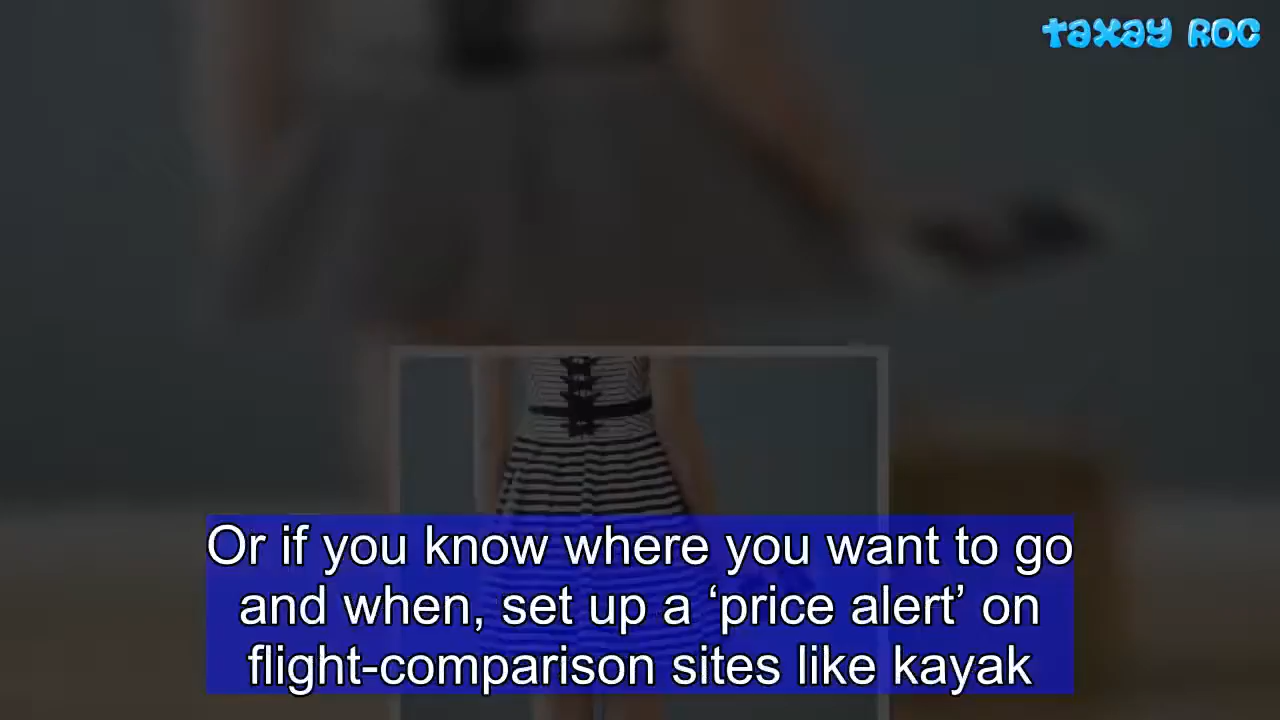 taxay ROC
Or if you know where you want to go
and when, set up a ‘price alert’ on
flight-comparison sites like kayak